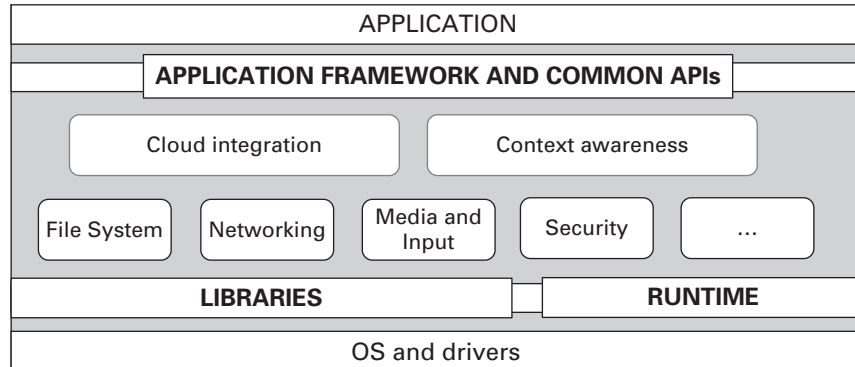 APPLICATION
APPLICATION FRAMEWORK AND COMMON APIs
Cloud integration
Context awareness
File System
Networking
Media and
Input
Security
...
LIBRARIES
RUNTIME
OS and drivers